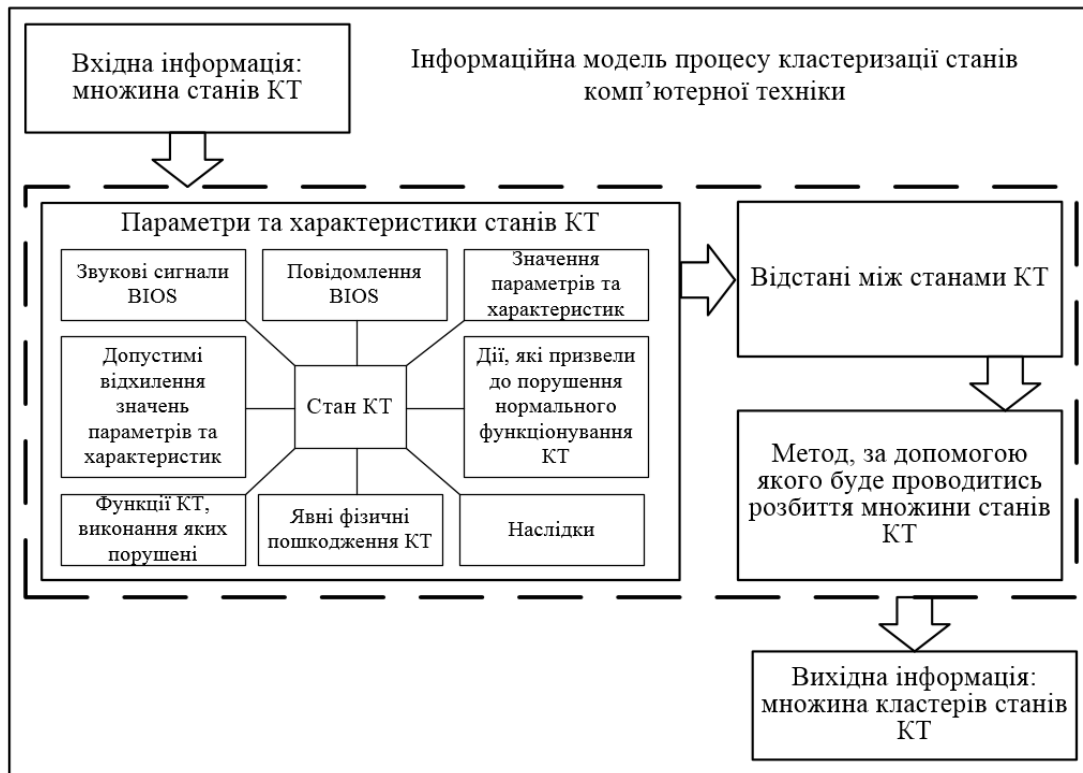 Вхідна інформація:
множина станів КТ
Інформаційна модель процесу кластеризації станів
комп’ютерної техніки
Параметри та характеристики станів КТ
Звукові сигнали
BIOS
Повідомлення
BIOS
Значення
параметрів та
характеристик
Допустимі
відхилення
значень
параметрів та
характеристик
Стан КТ
Дії, які призвели
до порушення
нормального
функціонування
КТ
Функції КТ,
виконання яких
порушені
Явні фізичні
пошкодження КТ
Наслідки
Відстані між станами КТ
Метод, за допомогою
якого буде проводитись
розбиття множини станів
КТ
Вихідна інформація:
множина кластерів станів
КТ